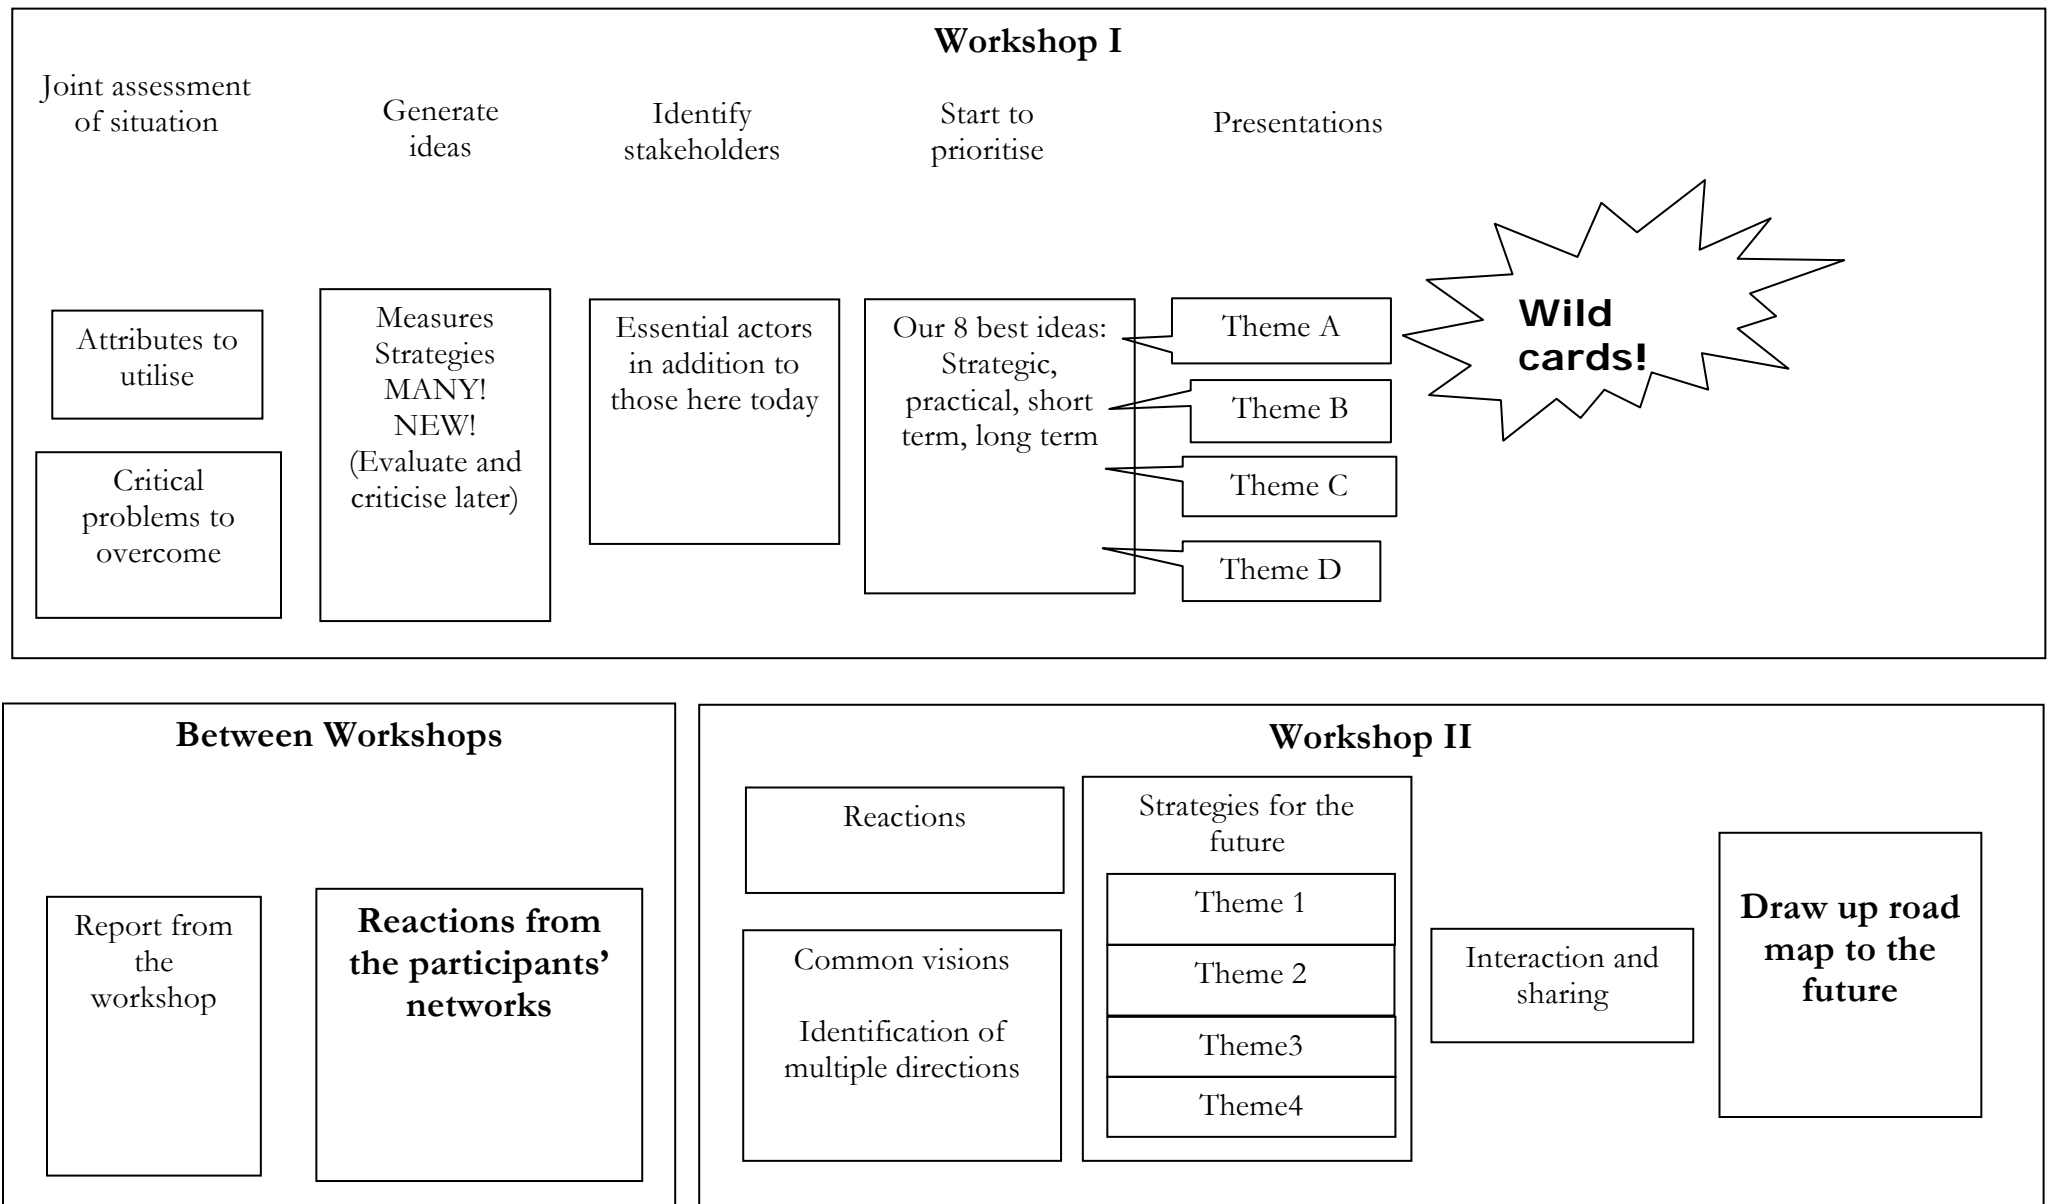 Workshop I
Joint assessment
of situation
Generate
ideas
Identify
stakeholders
Start to
prioritise
Presentations
Attributes to
utilise
Critical
problems to
overcome
Measures
Strategies
MANY!
NEW!
(Evaluate and
criticise later)
Essential actors
in addition to
those here today
Our 8 best ideas:
Strategic,
practical, short
term, long term
Theme A
Theme B
Theme C
Theme D
Wild
cards!
Between Workshops
Report from
the
workshop
Reactions from
the participants’
networks
Workshop II
Reactions
Common visions
Identification of
multiple directions
Strategies for the
future
Theme 1
Theme 2
Theme3
Theme4
Interaction and
sharing
Draw up road
map to the
future